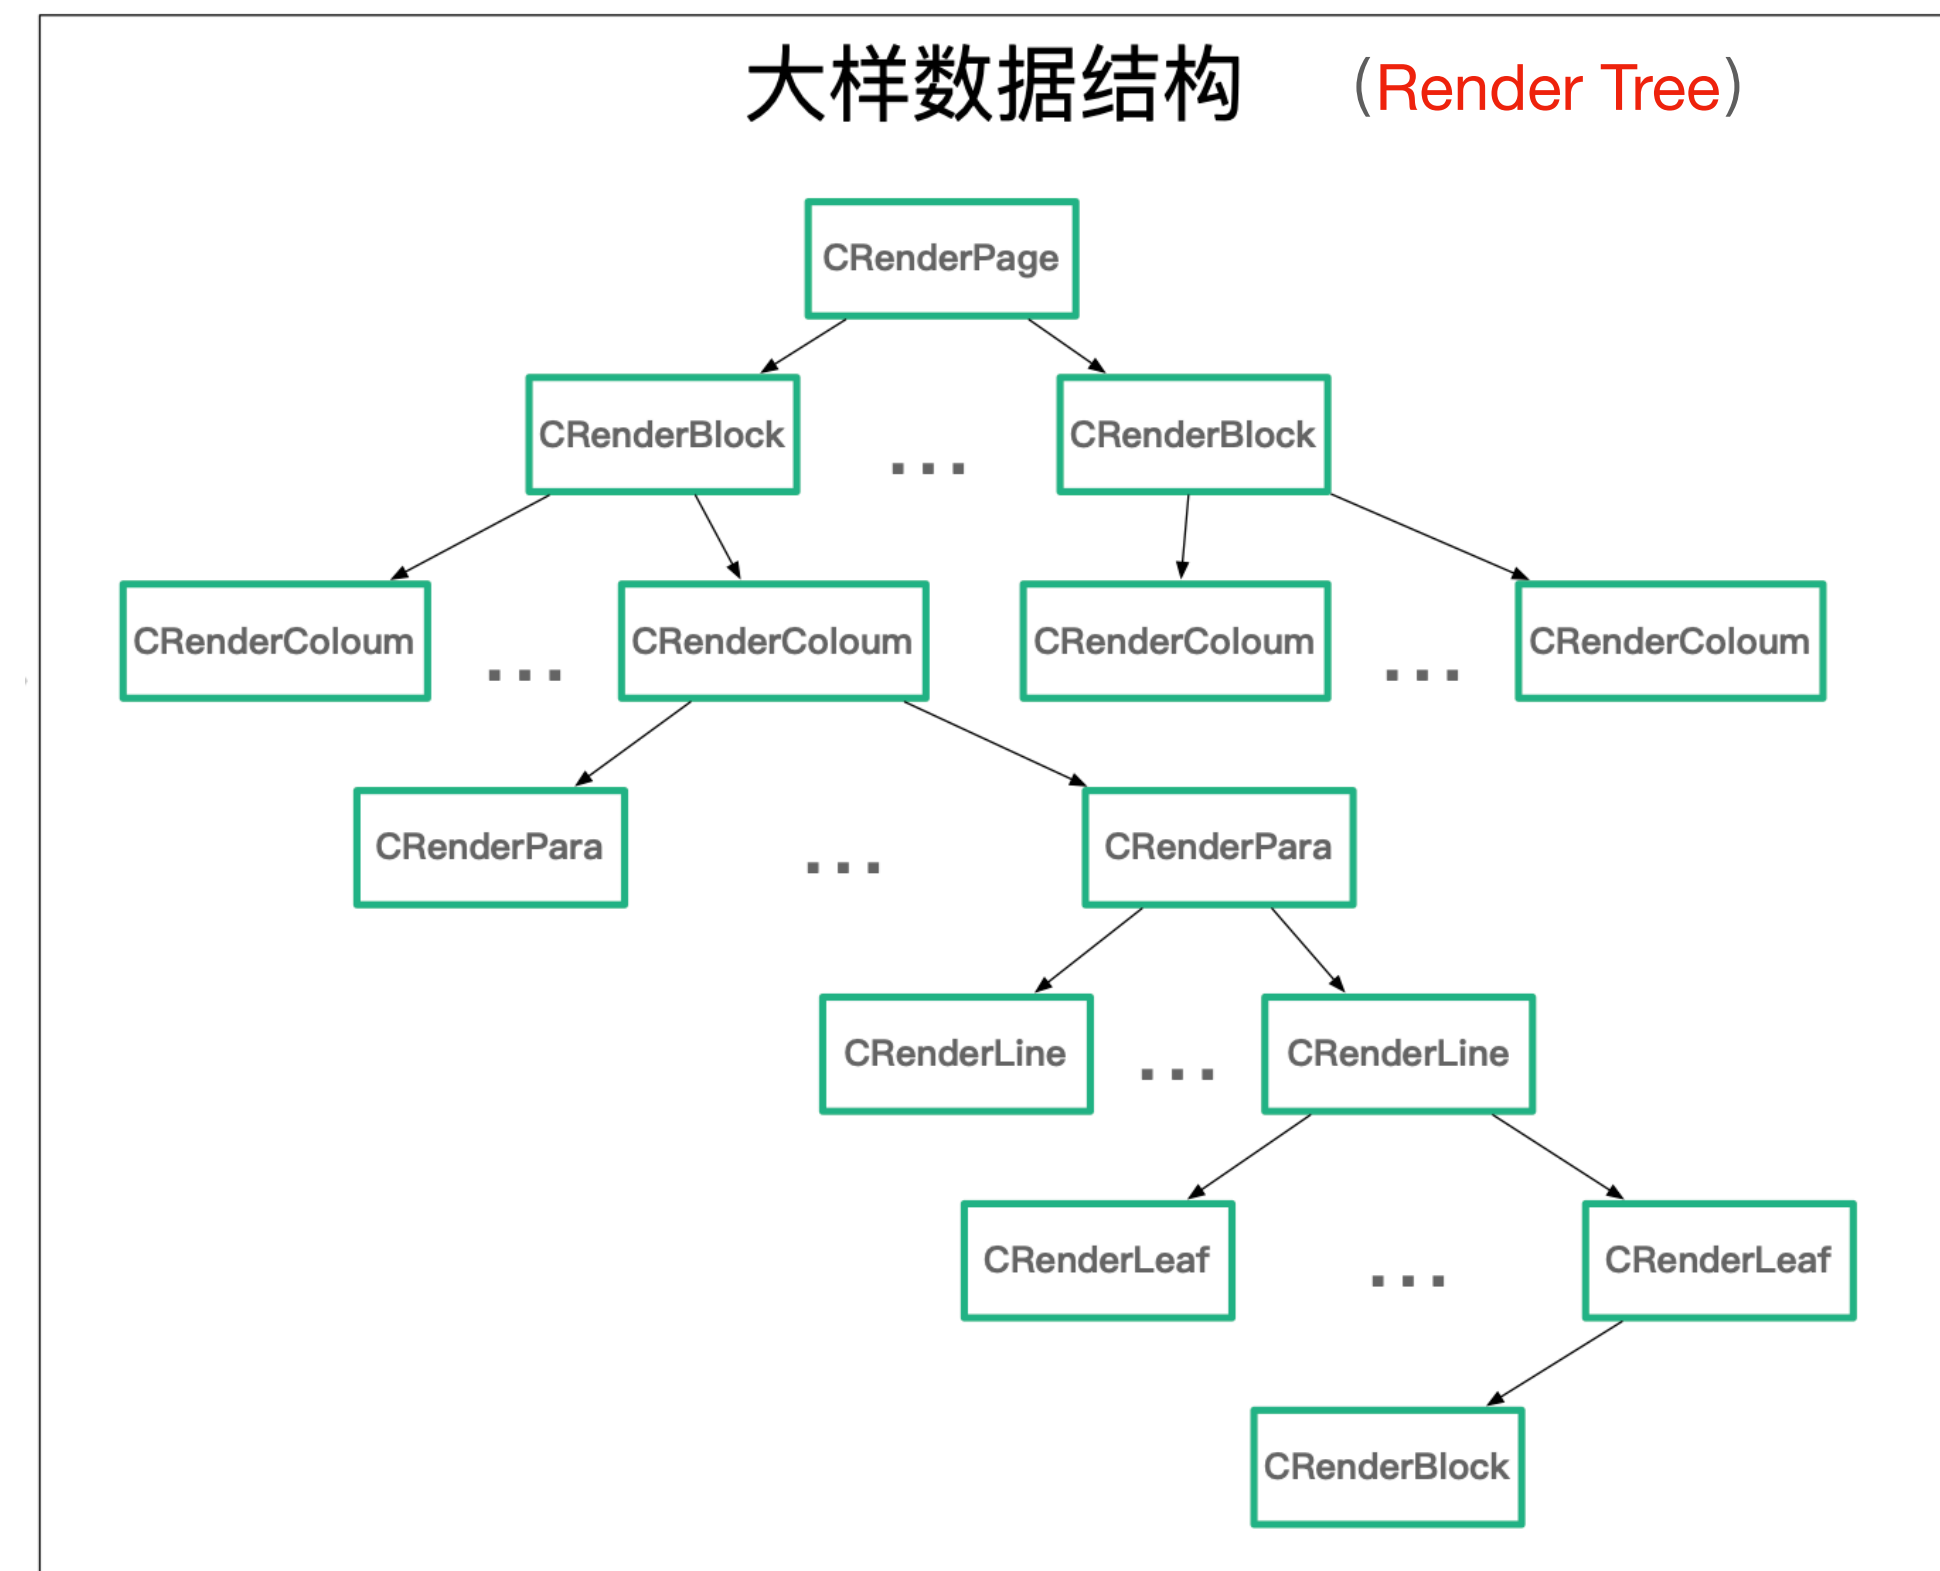 大样数据结构 (Render Tree)
CRenderPage
CRenderBlock ... CRenderBlock
CRenderColoum ... CRenderColoum CRenderColoum ... CRenderColoum
CRenderPara ... CRenderPara
CRenderLine ... CRenderLine
CRenderLeaf ... CRenderLeaf
CRenderBlock